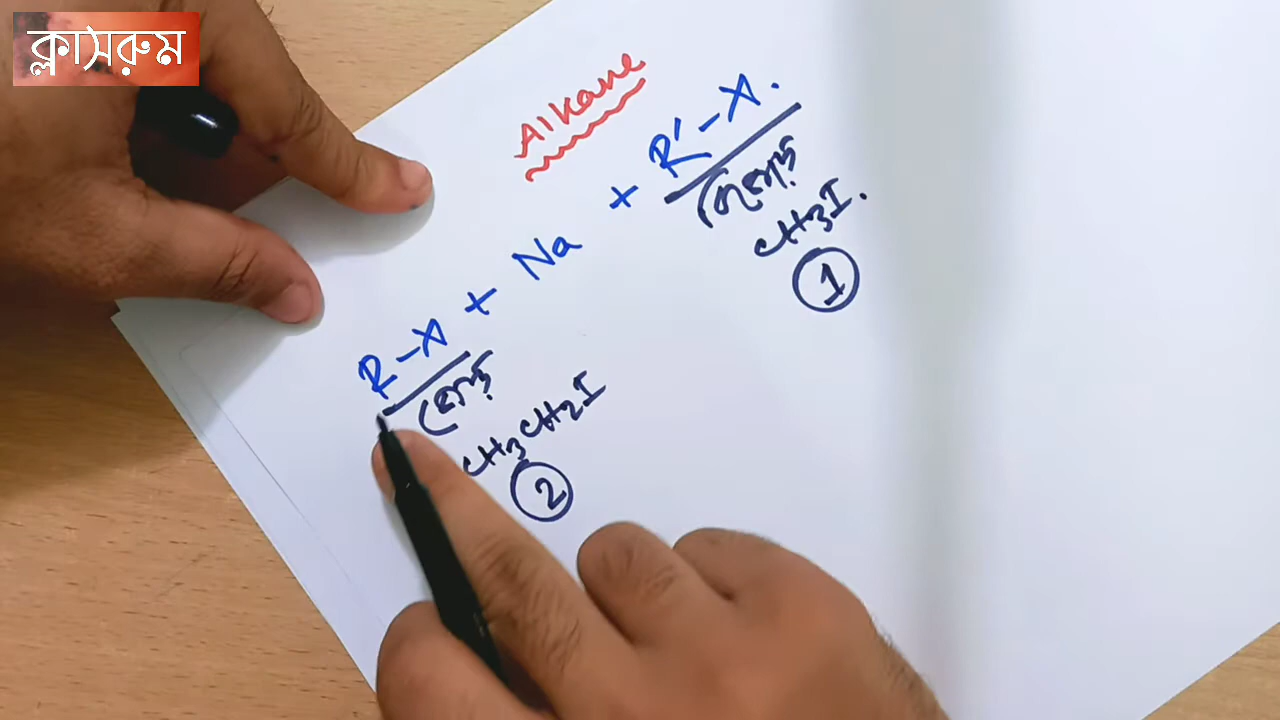 ক্লাসরুম
Alkane
R-X + Na + R'-X.
CH3CH2I
CH3I.
2
1